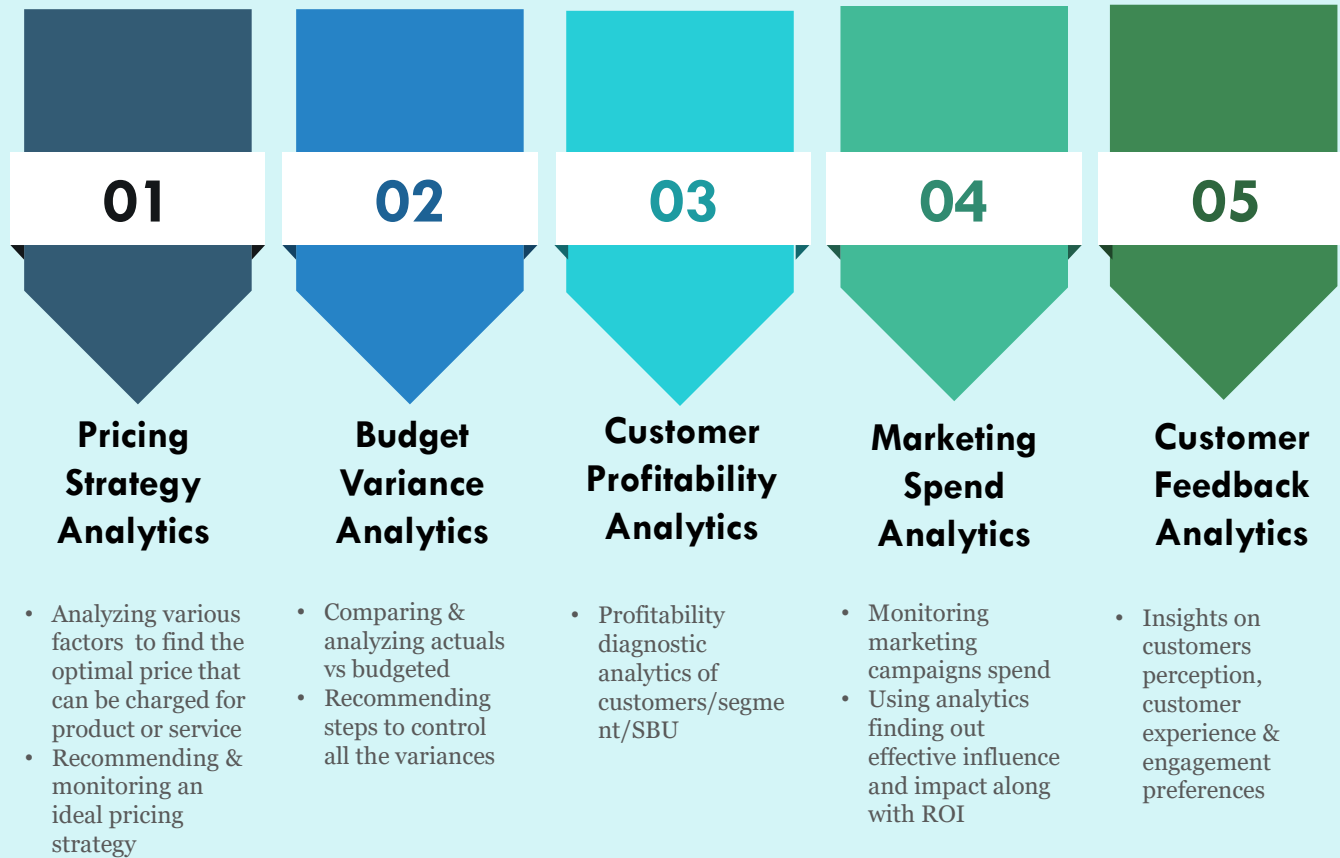 01
Pricing
Strategy
Analytics
• Analyzing various
factors  to find the
optimal price that
can be charged for
product or service
• Recommending &
monitoring an
ideal pricing
strategy
02
Budget
Variance
Analytics
• Comparing &
analyzing actuals
vs budgeted
• Recommending
steps to control
all the variances
03
Customer
Profitability
Analytics
• Profitability
diagnostic
analytics of
customers/segme
nt/SBU
04
Marketing
Spend
Analytics
• Monitoring
marketing
campaigns spend
• Using analytics
finding out
effective influence
and impact along
with ROI
05
Customer
Feedback
Analytics
• Insights on
customers
perception,
customer
experience &
engagement
preferences